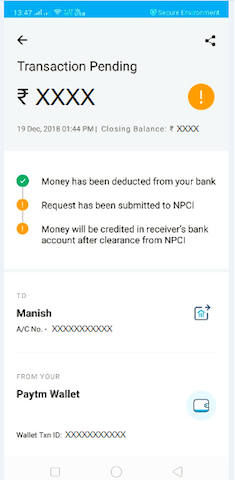 13:47
Secure Environment
Transaction Pending
₹ XXXX
19 Dec, 2018 01:44 PM | Closing Balance: ₹ XXXX
Money has been deducted from your bank
Request has been submitted to NPCI
Money will be credited in receiver's bank
account after clearance from NPCI
TO
Manish
A/C No. - XXXXXXXXXXX
FROM YOUR
Paytm Wallet
Wallet Txn ID: XXXXXXXXXXX